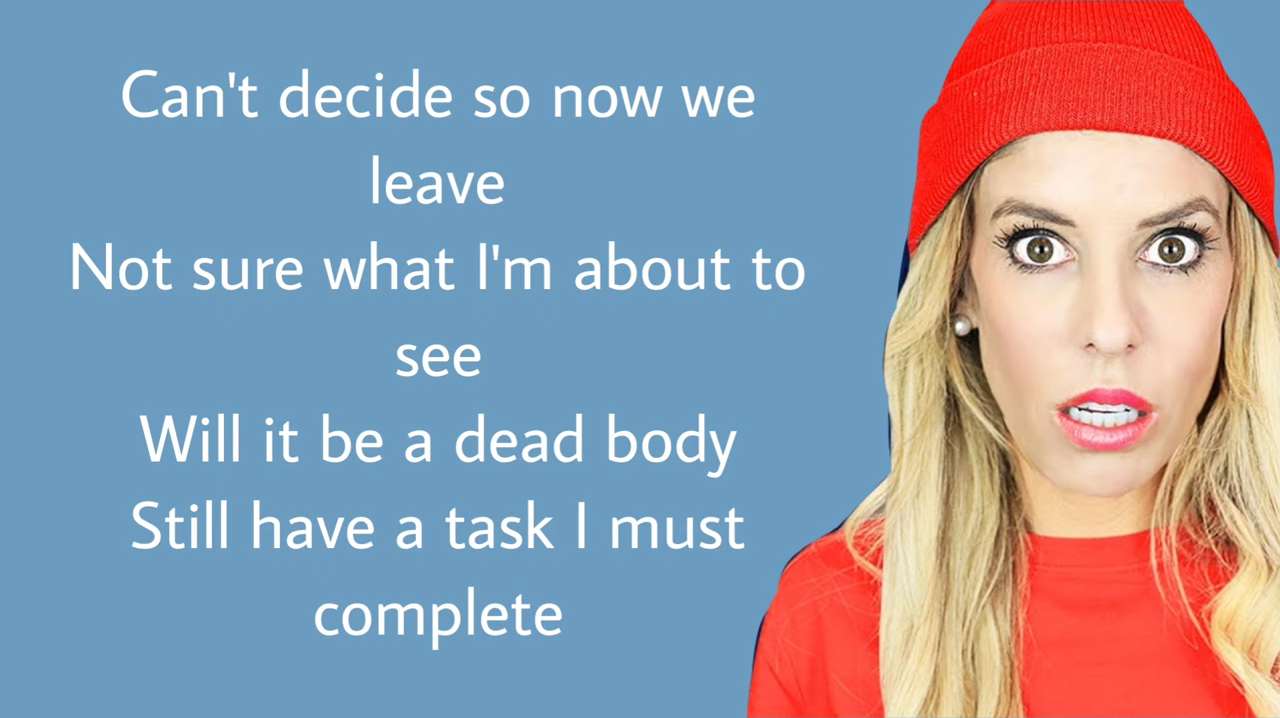 Can't decide so now we
leave
Not sure what I'm about to
see
Will it be a dead body
Still have a task I must
complete